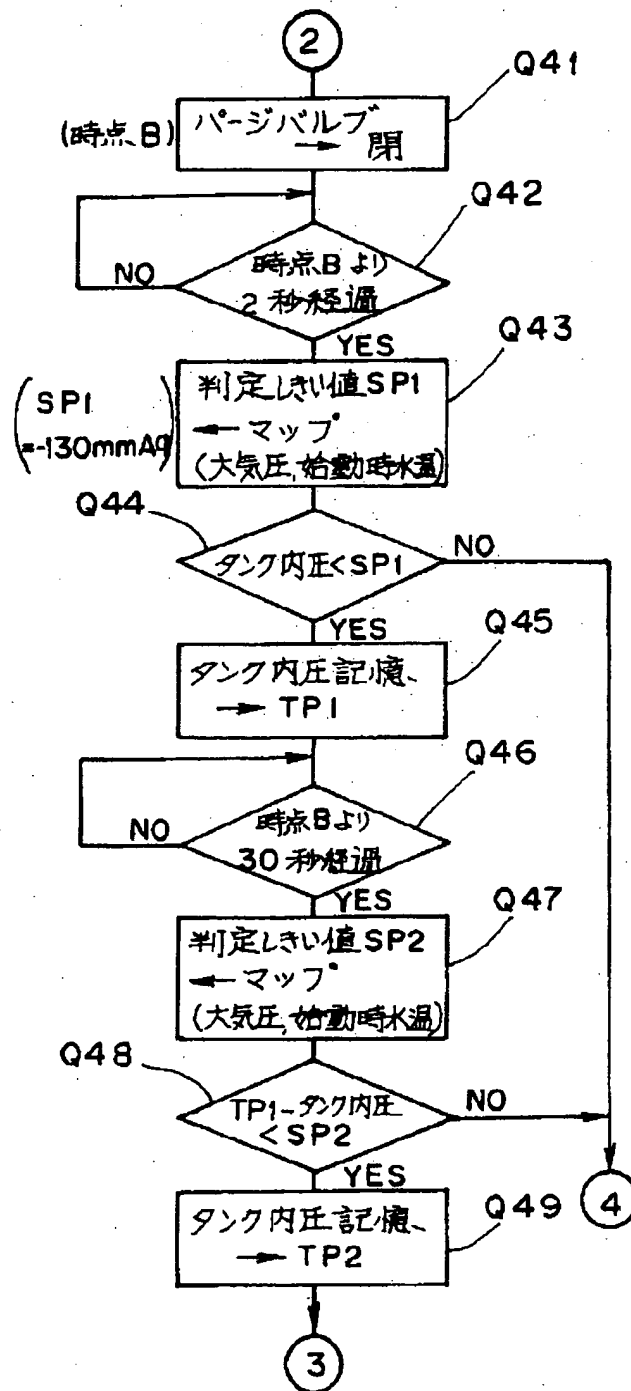 2
Q41
(時点B)
パージバルブ
→ 閉
Q42
時点Bより
2秒経過
NO
YES
Q43
(SP1
=-130mmAq)
判定しきい値SP1
←マップ
(大気圧,始動時水温)
Q44
タンク内圧<SP1
NO
YES
Q45
タンク内圧記憶、
→ TP1
Q46
時点Bより
30秒経過
NO
YES
Q47
判定しきい値SP2
←マップ
(大気圧,始動時水温)
Q48
TP1-タンク内圧
<SP2
NO
YES
4
Q49
タンク内圧記憶、
→ TP2
3